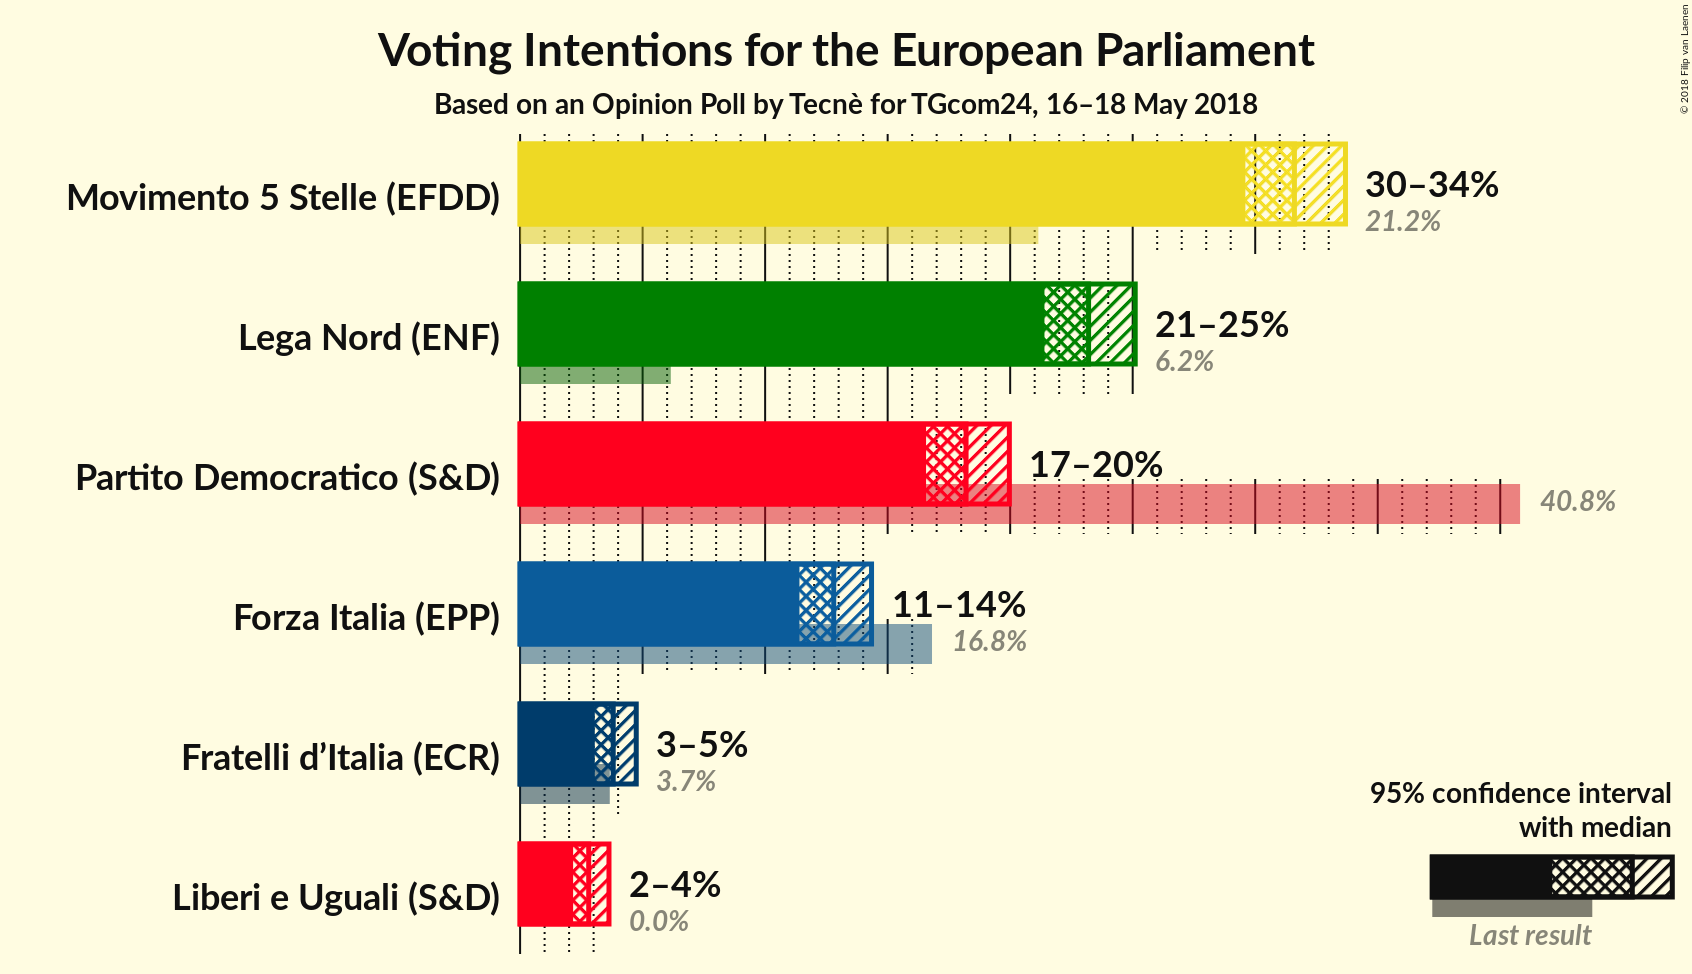 Voting Intentions for the European Parliament
Based on an Opinion Poll by Tecnè for TGcom24, 16–18 May 2018
© 2018 Filip van Laenen
Movimento 5 Stelle (EFDD)
30–34%
21.2%
Lega Nord (ENF)
21–25%
6.2%
Partito Democratico (S&D)
17–20%
40.8%
Forza Italia (EPP)
11–14%
16.8%
Fratelli d’Italia (ECR)
3–5%
3.7%
Liberi e Uguali (S&D)
2–4%
0.0%
95% confidence interval
with median
Last result